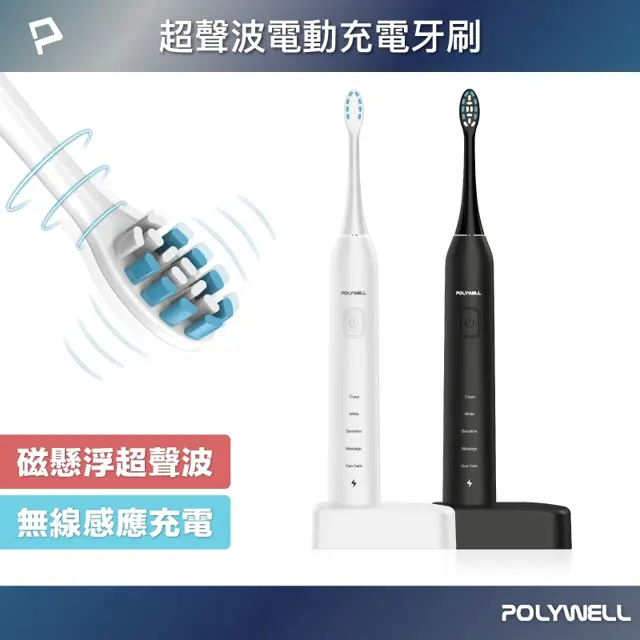 超聲波電動充電牙刷
POLYWELL
Clean
White
Sensitive
Massage
Gum Care
POLYWELL
Clean
White
Sensitive
Massage
Gum Care
磁懸浮超聲波
無線感應充電
POLYWELL